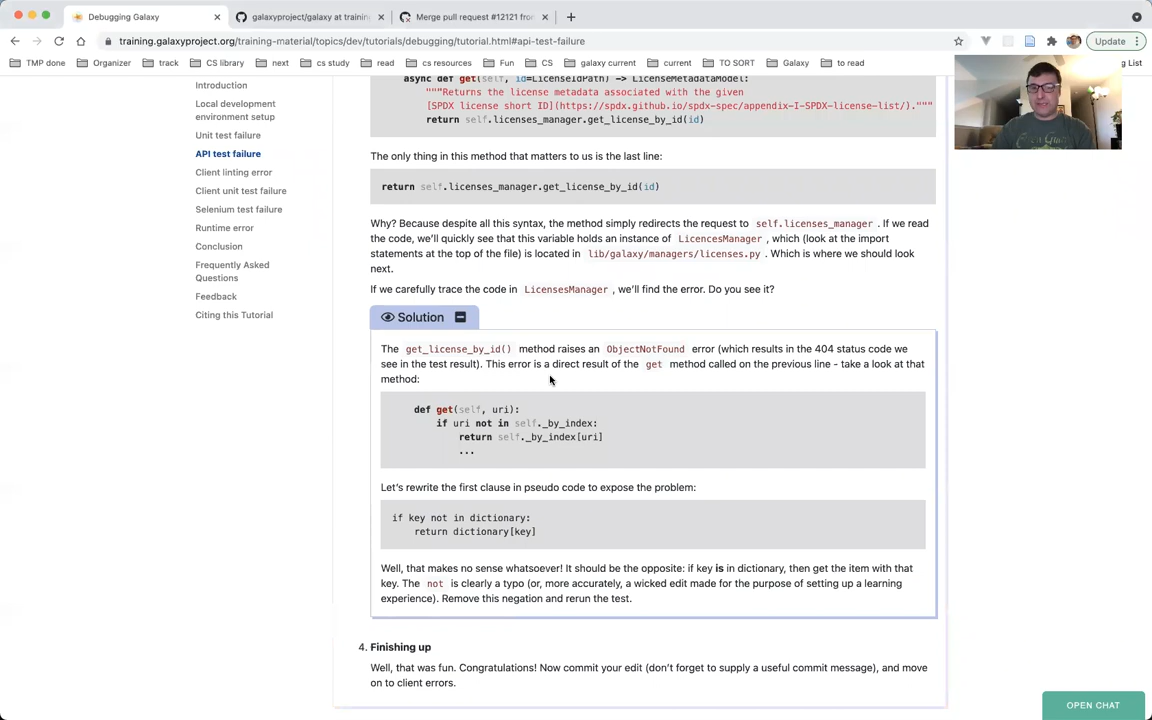 Debugging Galaxy
galaxyproject/galaxy at training
Merge pull request #12121 fro
training.galaxyproject.org/training-material/topics/dev/tutorials/debugging/tutorial.html#api-test-failure
Update
TMP done
Organizer
track
CS library
next
cs study
read
cs resources
Fun
CS
galaxy current
current
TO SORT
Galaxy
to read
ng List
Introduction
Local development
environment setup
Unit test failure
API test failure
Client linting error
Client unit test failure
Selenium test failure
Runtime error
Conclusion
Frequently Asked
Questions
Feedback
Citing this Tutorial
async def get(self, id=LicenseIdPath) -> LicenseMetadataModel:
"""Returns the license metadata associated with the given
[SPDX license short ID](https://spdx.github.io/spdx-spec/appendix-I-SPDX-license-list/)."""
return self.licenses_manager.get_license_by_id(id)
The only thing in this method that matters to us is the last line:
return self.licenses_manager.get_license_by_id(id)
Why? Because despite all this syntax, the method simply redirects the request to self.licenses_manager . If we read
the code, we'll quickly see that this variable holds an instance of LicencesManager , which (look at the import
statements at the top of the file) is located in lib/galaxy/managers/licenses.py . Which is where we should look
next.
If we carefully trace the code in LicensesManager , we'll find the error. Do you see it?
Solution
The get_license_by_id() method raises an ObjectNotFound error (which results in the 404 status code we
see in the test result). This error is a direct result of the get method called on the previous line - take a look at that
method:
def get(self, uri):
if uri not in self._by_index:
return self._by_index[uri]
...
Let's rewrite the first clause in pseudo code to expose the problem:
if key not in dictionary:
return dictionary[key]
Well, that makes no sense whatsoever! It should be the opposite: if key is in dictionary, then get the item with that
key. The not is clearly a typo (or, more accurately, a wicked edit made for the purpose of setting up a learning
experience). Remove this negation and rerun the test.
4. Finishing up
Well, that was fun. Congratulations! Now commit your edit (don't forget to supply a useful commit message), and move
on to client errors.
OPEN CHAT